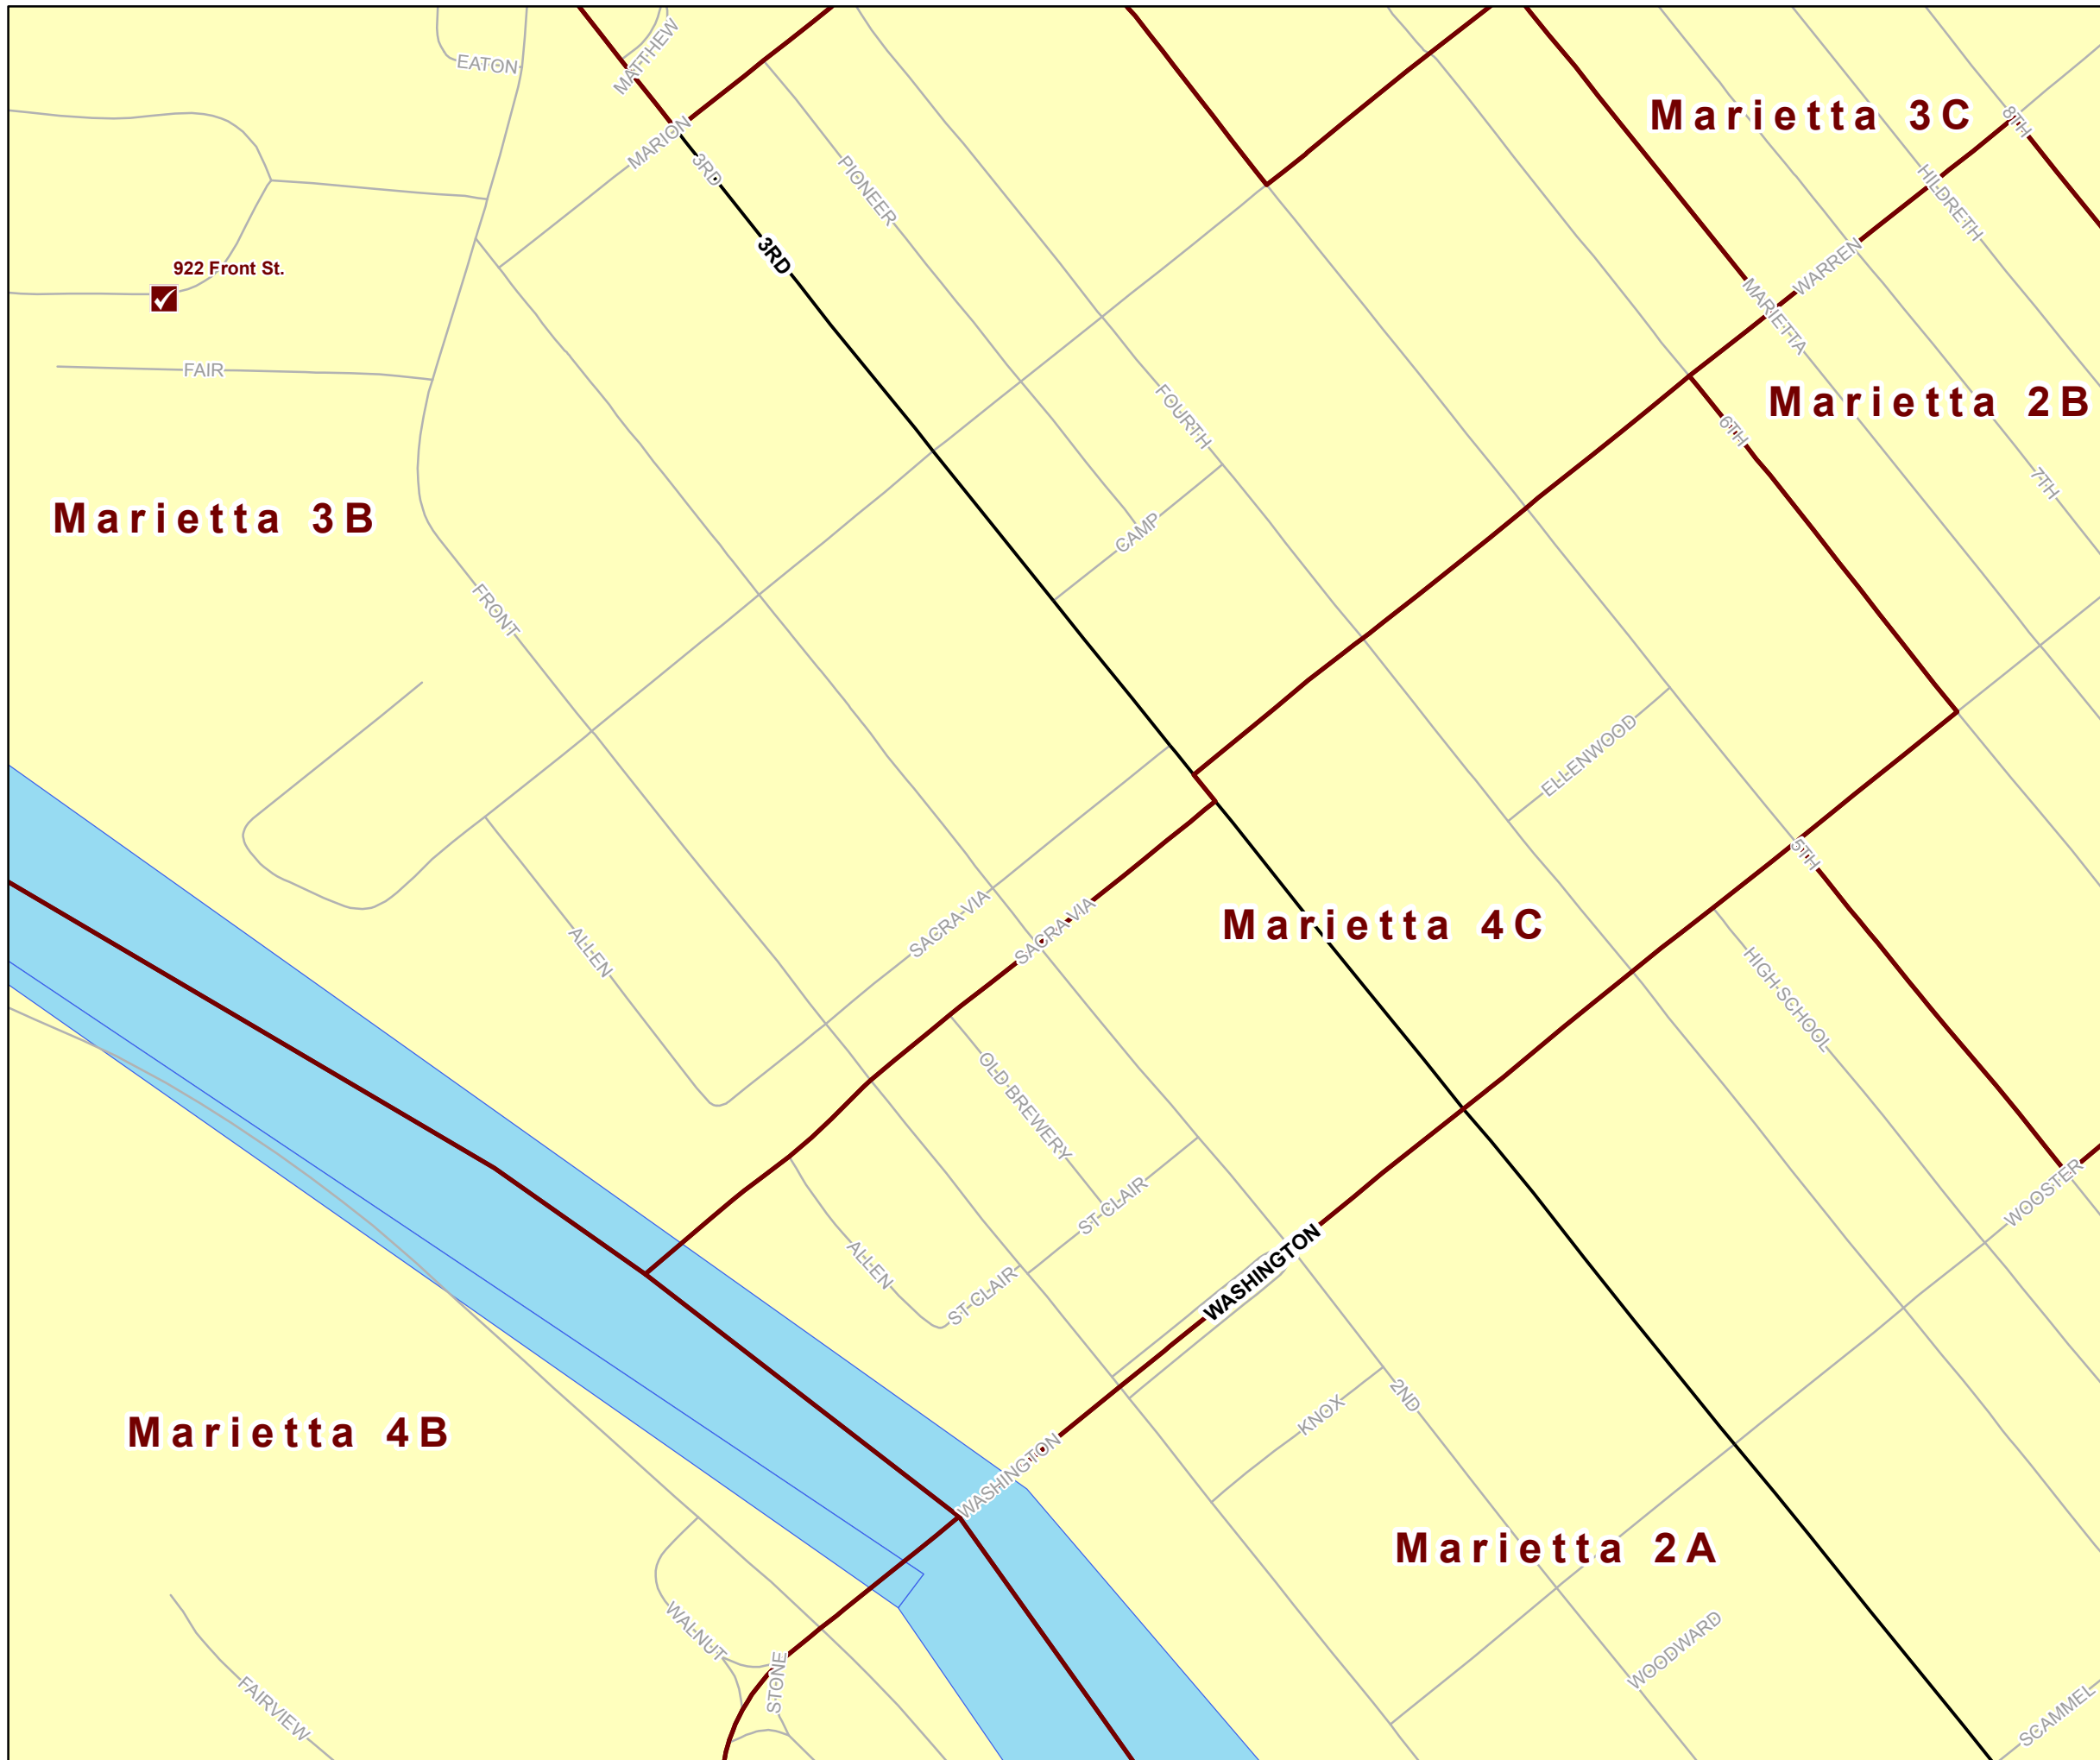 EATON
MATTHEW
MARION
3RD
PIONEER
Marietta 3C
8TH
HILDRETH
3RD
922 Front St.
WARREN
MARIETTA
FAIR
Marietta 2B
FOURTH
6TH
7TH
Marietta 3B
CAMP
FRONT
ELLENWOOD
5TH
SACRA VIA
SACRA VIA
Marietta 4C
ALLEN
HIGH SCHOOL
OLD BREWERY
ST CLAIR
WOOSTER
ALLEN
ST CLAIR
WASHINGTON
2ND
KNOX
Marietta 4B
WASHINGTON
Marietta 2A
WALNUT
STONE
WOODWARD
FAIRVIEW
SCAMMEL